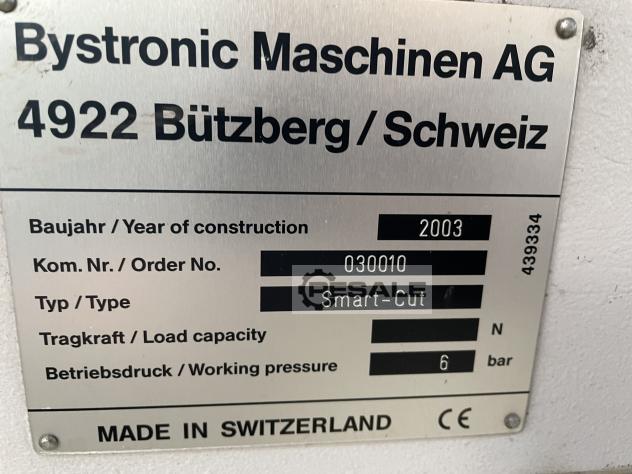 Bystronic Maschinen AG
4922 Bützberg / Schweiz
Baujahr / Year of construction 2003
Kom. Nr. / Order No. 030010
Typ / Type Smart-Cut
Tragkraft / Load capacity N
Betriebsdruck / Working pressure 6 bar
439334
MADE IN SWITZERLAND CE
RESALE